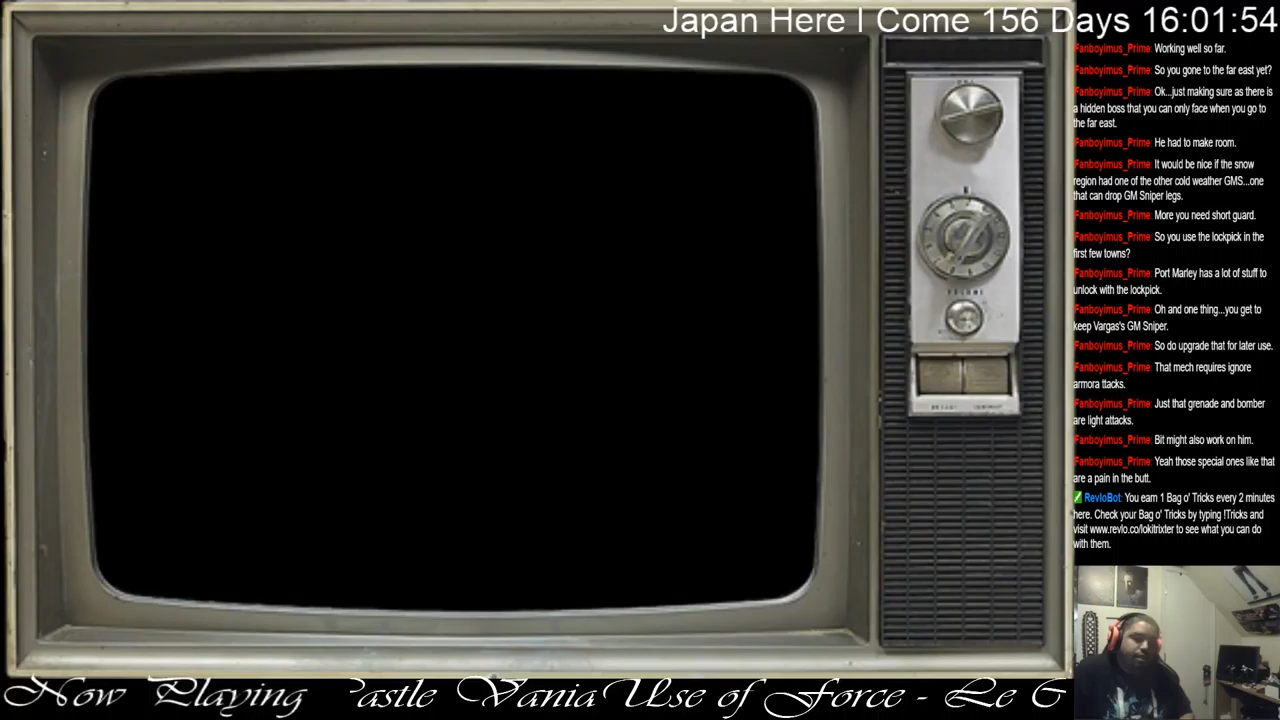 Japan Here I Come 156 Days 16:01:54
Fanboyimus_Prime: Working well so far.
Fanboyimus_Prime: So you gone to the far east yet?
Fanboyimus_Prime: Ok...just making sure as there is
a hidden boss that you can only face when you go to
the far east.
Fanboyimus_Prime: He had to make room.
Fanboyimus_Prime: It would be nice if the snow
region had one of the other cold weather GMS...one
that can drop GM Sniper legs.
Fanboyimus_Prime: More you need short guard.
Fanboyimus_Prime: So you use the lockpick in the
first few towns?
Fanboyimus_Prime: Port Marley has a lot of stuff to
unlock with the lockpick.
Fanboyimus_Prime: Oh and one thing...you get to
keep Vargas's GM Sniper.
Fanboyimus_Prime: So do upgrade that for later use.
Fanboyimus_Prime: That mech requires ignore
armora ttacks.
Fanboyimus_Prime: Just that grenade and bomber
are light attacks.
Fanboyimus_Prime: Bit might also work on him.
Fanboyimus_Prime: Yeah those special ones like that
are a pain in the butt.
RevloBot: You earn 1 Bag o' Tricks every 2 minutes
here. Check your Bag o' Tricks by typing !Tricks and
visit www.revlo.co/lokitrixter to see what you can do
with them.
VOLUME
Now Playing astle Vania Use of Force - Le C